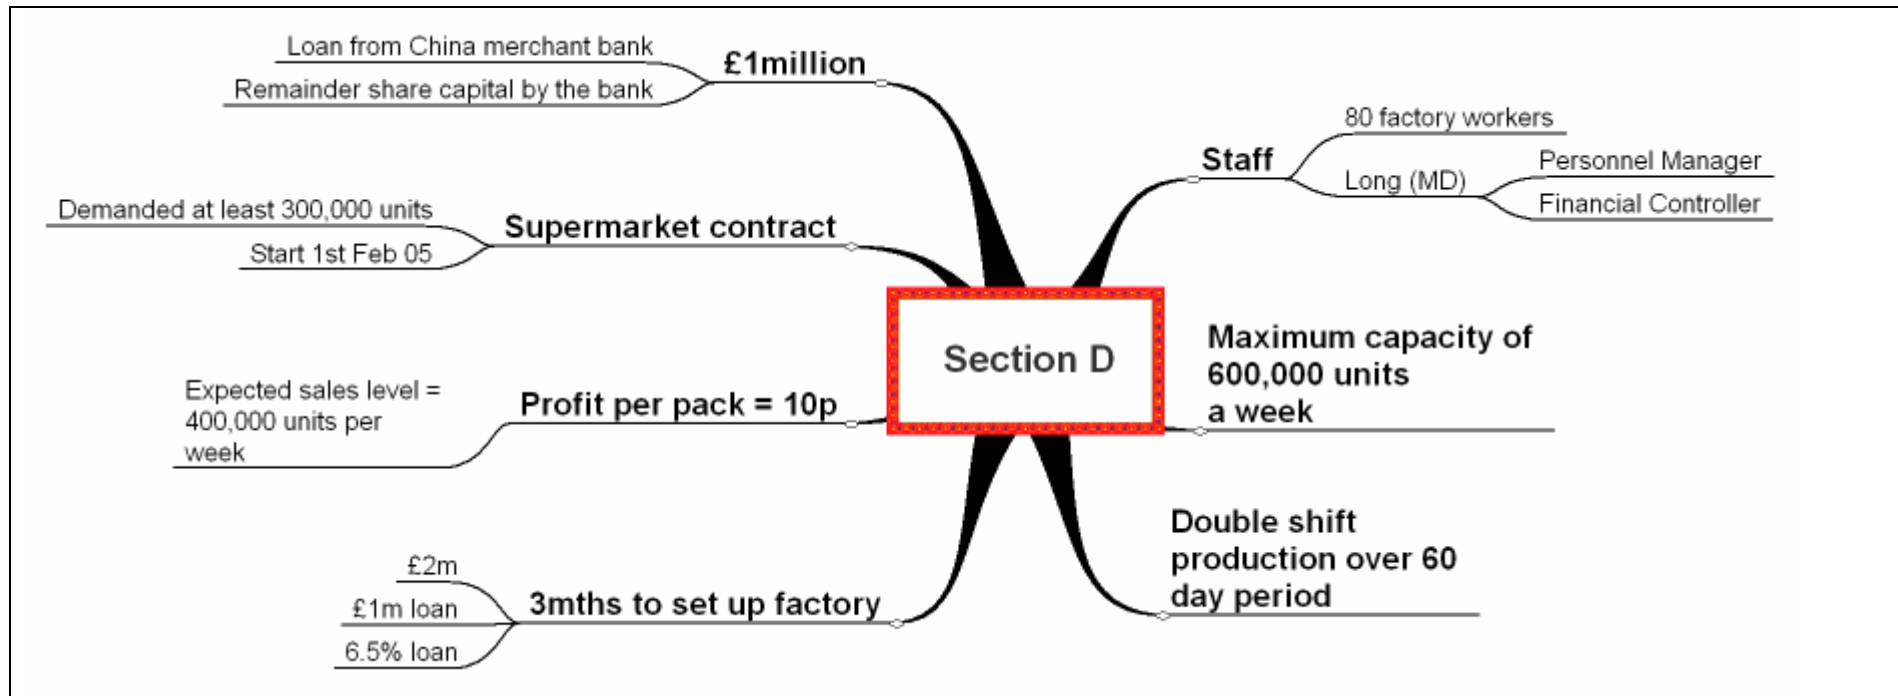 Loan from China merchant bank
Remainder share capital by the bank
£1million
Demanded at least 300,000 units
Start 1st Feb 05
Supermarket contract
Expected sales level =
400,000 units per
week
Profit per pack = 10p
£2m
£1m loan
6.5% loan
3mths to set up factory
Section D
Staff
80 factory workers
Long (MD)
Personnel Manager
Financial Controller
Maximum capacity of
600,000 units
a week
Double shift
production over 60
day period